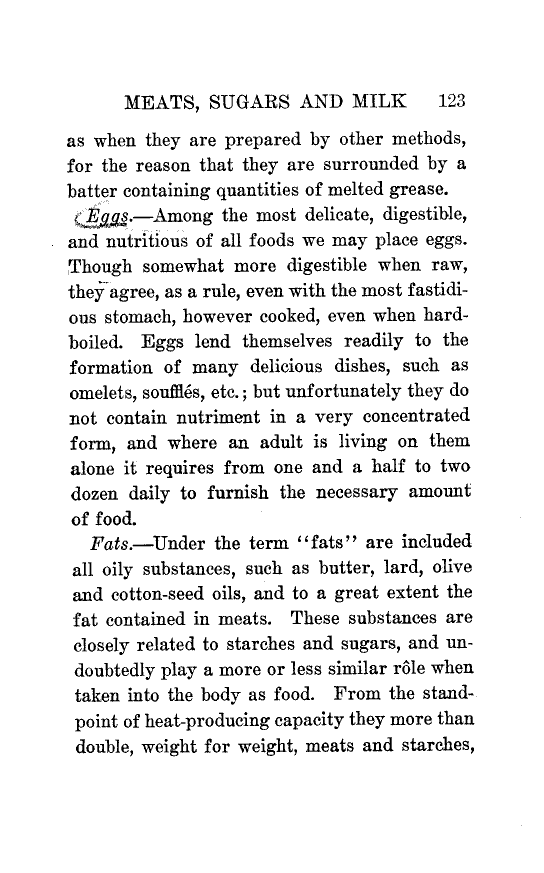 MEATS, SUGARS AND MILK 123
as when they are prepared by other methods,
for the reason that they are surrounded by a
batter containing quantities of melted grease.
Eggs.—Among the most delicate, digestible,
and nutritious of all foods we may place eggs.
Though somewhat more digestible when raw,
they agree, as a rule, even with the most fastidi-
ous stomach, however cooked, even when hard-
boiled. Eggs lend themselves readily to the
formation of many delicious dishes, such as
omelets, soufflés, etc.; but unfortunately they do
not contain nutriment in a very concentrated
form, and where an adult is living on them
alone it requires from one and a half to two
dozen daily to furnish the necessary amount
of food.
Fats.—Under the term "fats" are included
all oily substances, such as butter, lard, olive
and cotton-seed oils, and to a great extent the
fat contained in meats. These substances are
closely related to starches and sugars, and un-
doubtedly play a more or less similar rôle when
taken into the body as food. From the stand-
point of heat-producing capacity they more than
double, weight for weight, meats and starches,